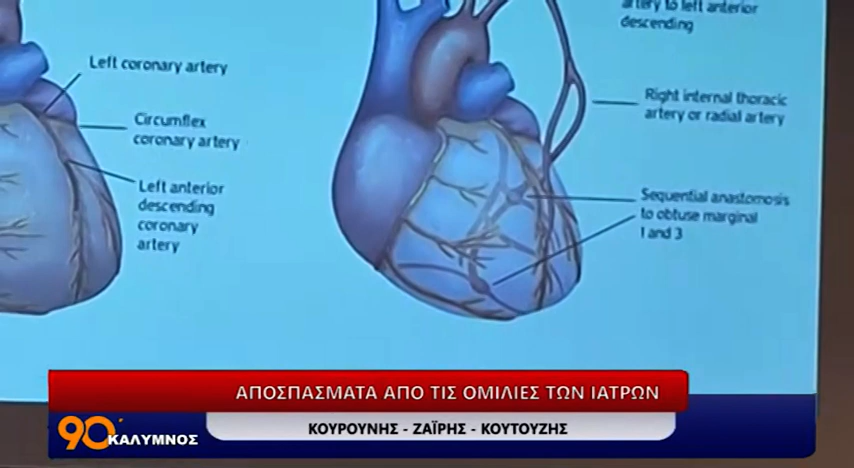 artery to left anterior
descending
Left coronary artery
Circumflex
coronary artery
Left anterior
descending
coronary
artery
Right internal thoracic
artery or radial artery
Sequential anastomosis
to obtuse marginal
1 and 3
ΑΠΟΣΠΑΣΜΑΤΑ ΑΠΟ ΤΙΣ ΟΜΙΛΙΕΣ ΤΩΝ ΙΑΤΡΩΝ
90΄ ΚΑΛΥΜΝΟΣ
ΚΟΥΡΟΥΝΗΣ - ΖΑΪΡΗΣ - ΚΟΥΤΟΥΖΗΣ